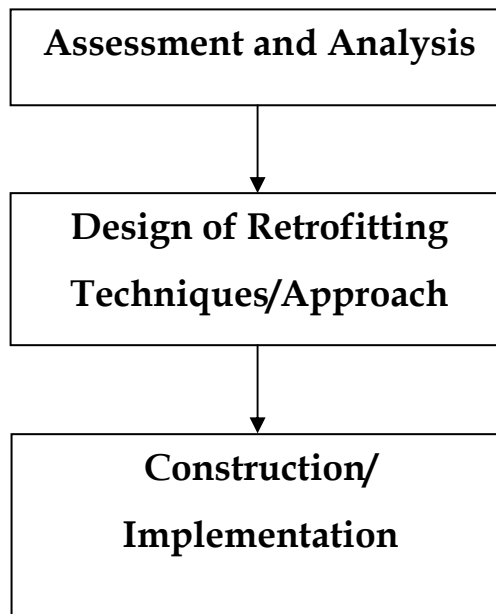 Assessment and Analysis
Design of Retrofitting
Techniques/Approach
Construction/
Implementation